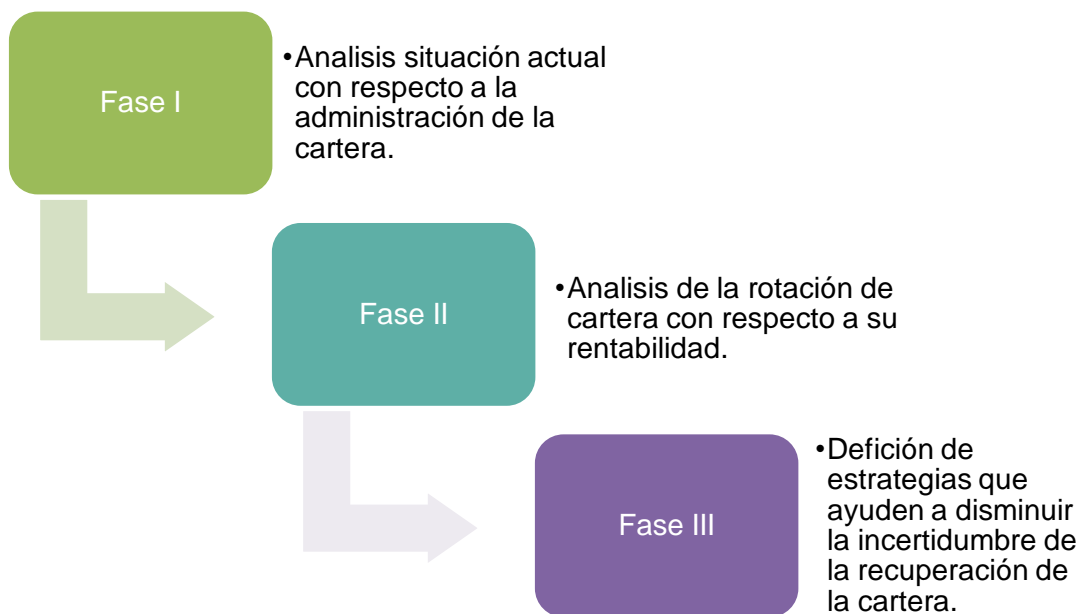 Fase I
•Analisis situación actual
con respecto a la
administración de la
cartera.
Fase II
•Analisis de la rotación de
cartera con respecto a su
rentabilidad.
Fase III
•Defición de
estrategias que
ayuden a disminuir
la incertidumbre de
la recuperación de
la cartera.